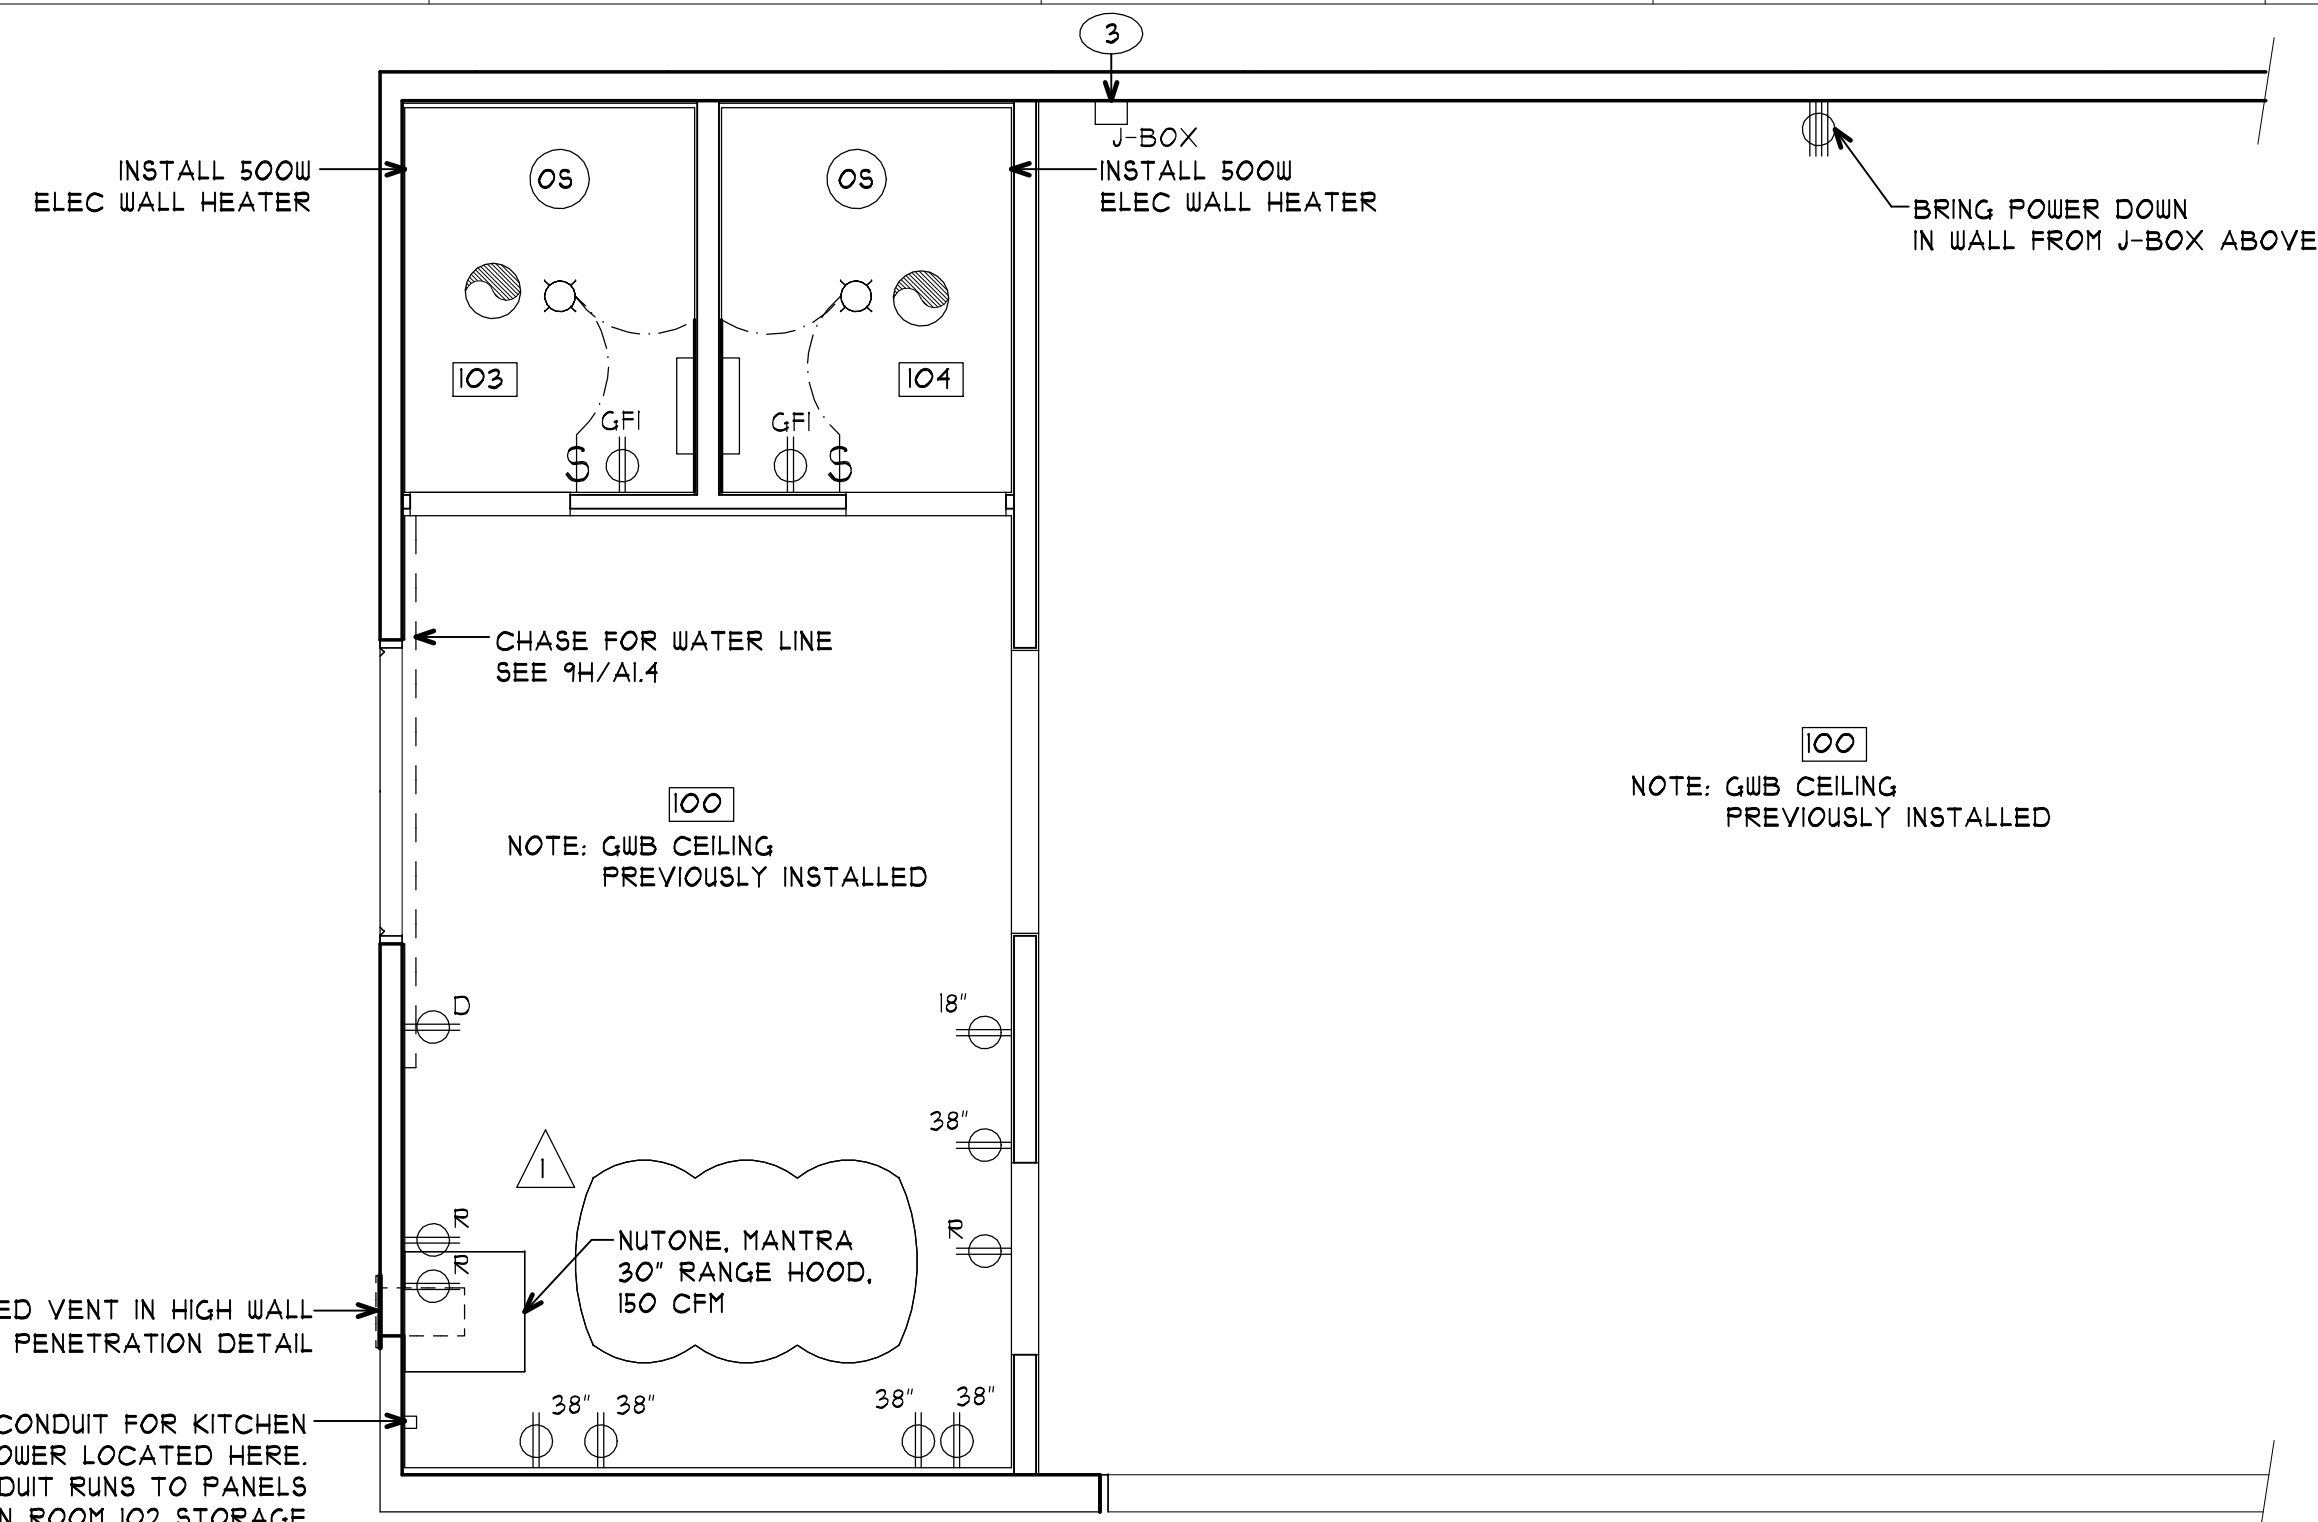 3
J-BOX
INSTALL 500W
ELEC WALL HEATER
INSTALL 500W
ELEC WALL HEATER
OS
OS
BRING POWER DOWN
IN WALL FROM J-BOX ABOVE
103
104
GFI
GFI
S
S
CHASE FOR WATER LINE
SEE 9H/A1.4
100
NOTE: GWB CEILING
PREVIOUSLY INSTALLED
100
NOTE: GWB CEILING
PREVIOUSLY INSTALLED
D
18"
38"
1
R
R
R
NUTONE, MANTRA
30" RANGE HOOD,
150 CFM
VENT IN HIGH WALL
PENETRATION DETAIL
38" 38"
38" 38"
CONDUIT FOR KITCHEN
LOCATED HERE.
RUNS TO PANELS
ROOM 102 STORAGE